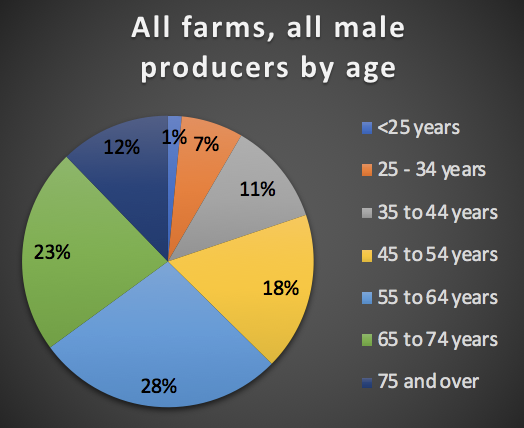 All farms, all male
producers by age
1%
7%
11%
18%
28%
23%
12%
<25 years
25 - 34 years
35 to 44 years
45 to 54 years
55 to 64 years
65 to 74 years
75 and over